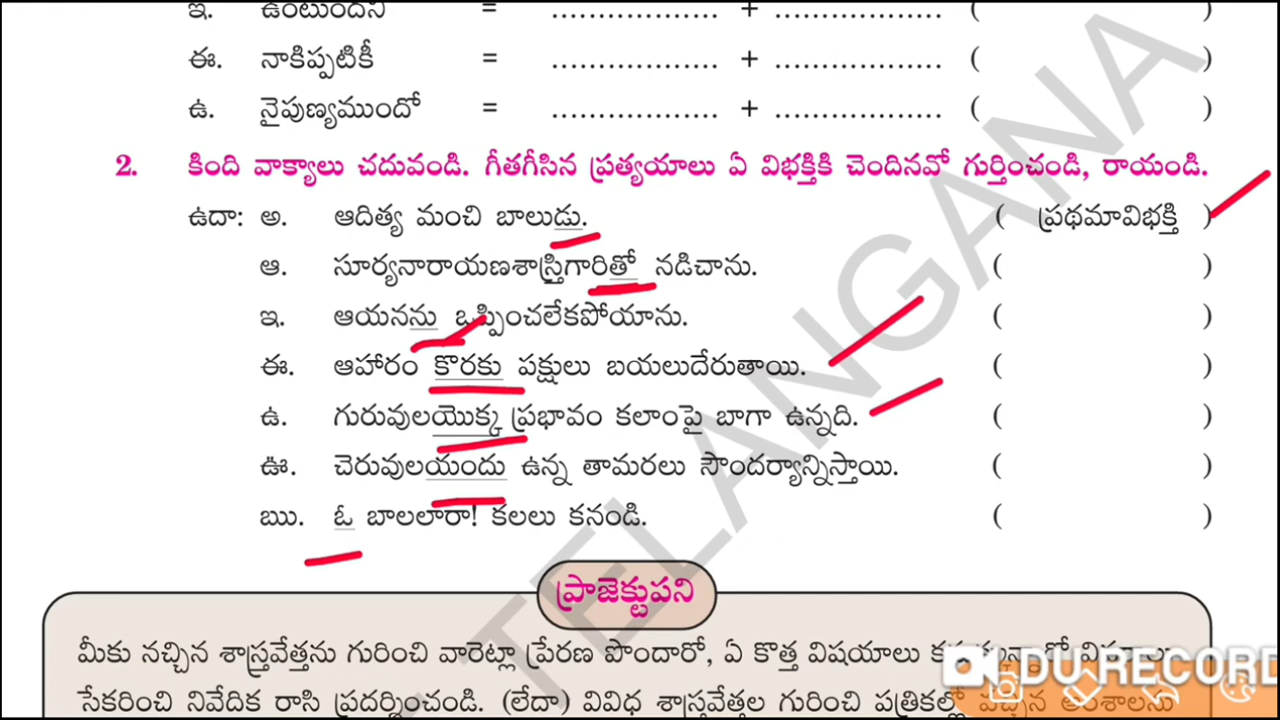 ఇ. ఉంటుందని = .................. + .................. ( )
ఈ. నాకిప్పటికీ = .................. + .................. ( )
ఉ. నైపుణ్యముందో = .................. + .................. ( )
2. కింది వాక్యాలు చదువండి. గీతగీసిన ప్రత్యయాలు ఏ విభక్తికి చెందినవో గుర్తించండి, రాయండి.
ఉదా: అ. ఆదిత్య మంచి బాలుడు. ( ప్రథమావిభక్తి )
ఆ. సూర్యనారాయణశాస్త్రిగారితో నడిచాను. ( )
ఇ. ఆయనను ఒప్పించలేకపోయాను. ( )
ఈ. ఆహారం కొరకు పక్షులు బయలుదేరుతాయి. ( )
ఉ. గురువులయొక్క ప్రభావం కలాంపై బాగా ఉన్నది. ( )
ఊ. చెరువులయందు ఉన్న తామరలు సౌందర్యాన్నిస్తాయి. ( )
ఋ. ఓ బాలలారా! కలలు కనండి. ( )
TELANGANA
ప్రాజెక్టుపని
మీకు నచ్చిన శాస్త్రవేత్తను గురించి వారెట్లా ప్రేరణ పొందారో, ఏ కొత్త విషయాలు
DU RECORD
సేకరించి నివేదిక రాసి ప్రదర్శించండి. (లేదా) వివిధ శాస్త్రవేత్తల గురించి పత్రికల్లో